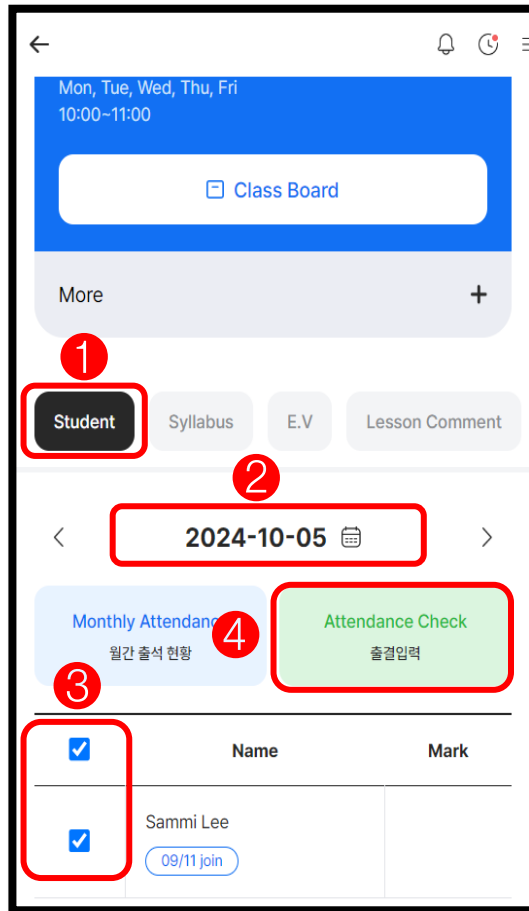 Mon, Tue, Wed, Thu, Fri
10:00~11:00
Class Board
More
1
Student
Syllabus
E.V
Lesson Comment
2
2024-10-05
Monthly Attendanc
4
Attendance Check
월간 출석 현황
출결입력
3
Name
Mark
Sammi Lee
09/11 join